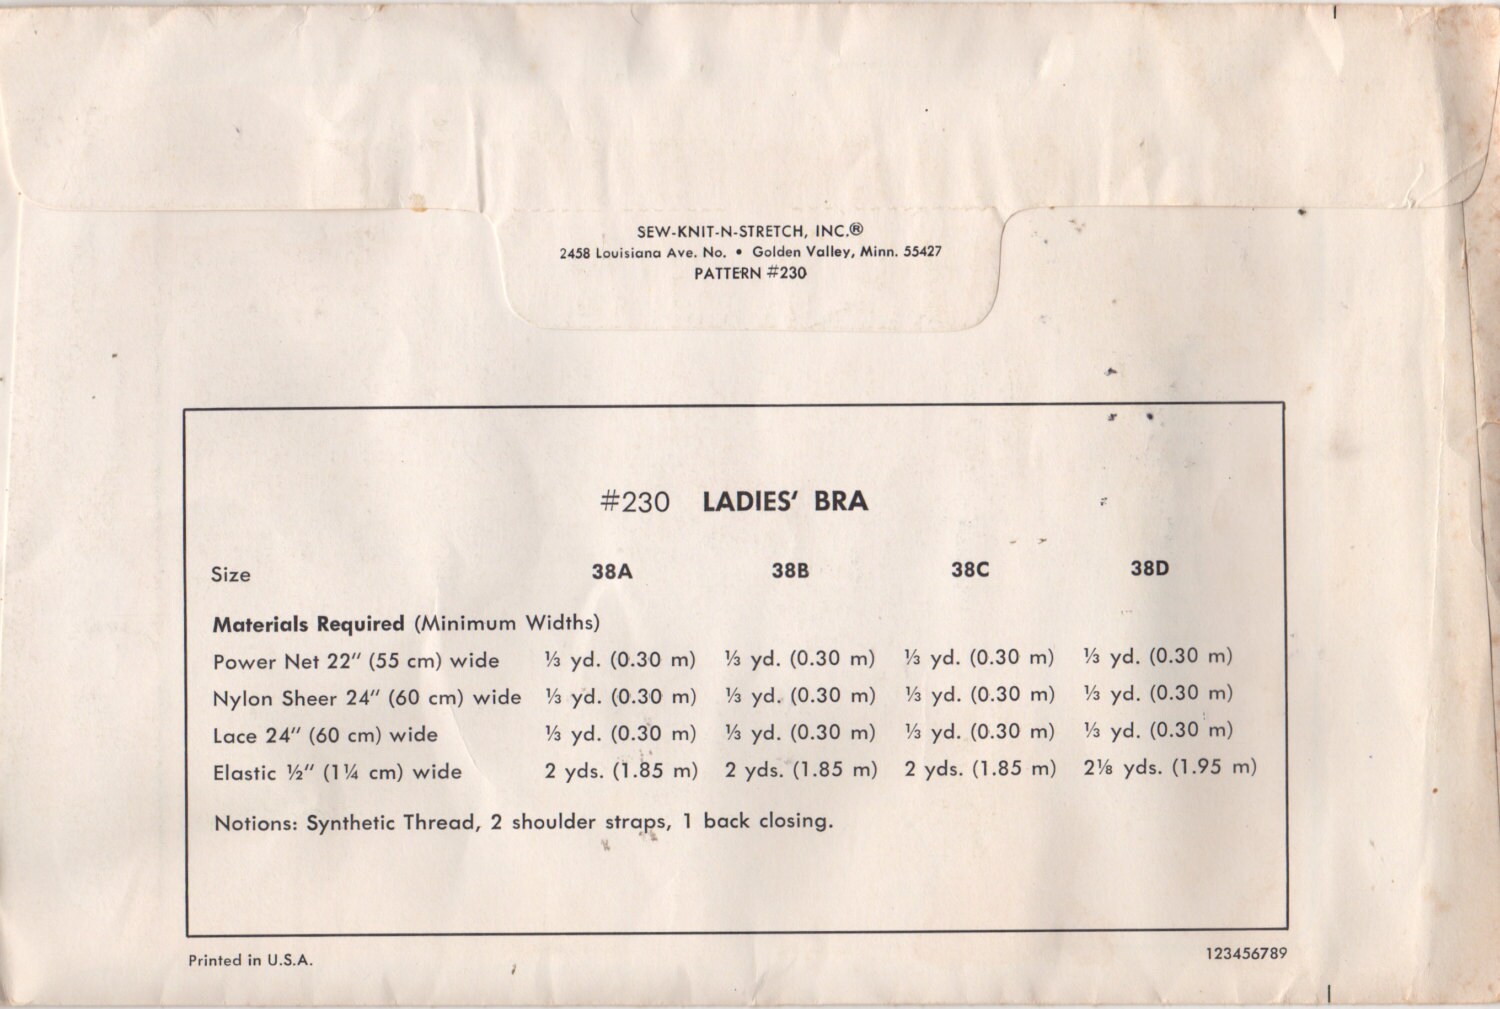 SEW-KNIT-N-STRETCH, INC.®
2458 Louisiana Ave. No. • Golden Valley, Minn. 55427
PATTERN #230
#230 LADIES' BRA
Size 38A 38B 38C 38D
Materials Required (Minimum Widths)
Power Net 22" (55 cm) wide ⅓ yd. (0.30 m) ⅓ yd. (0.30 m) ⅓ yd. (0.30 m) ⅓ yd. (0.30 m)
Nylon Sheer 24" (60 cm) wide ⅓ yd. (0.30 m) ⅓ yd. (0.30 m) ⅓ yd. (0.30 m) ⅓ yd. (0.30 m)
Lace 24" (60 cm) wide ⅓ yd. (0.30 m) ⅓ yd. (0.30 m) ⅓ yd. (0.30 m) ⅓ yd. (0.30 m)
Elastic ½" (1¼ cm) wide 2 yds. (1.85 m) 2 yds. (1.85 m) 2 yds. (1.85 m) 2⅛ yds. (1.95 m)
Notions: Synthetic Thread, 2 shoulder straps, 1 back closing.
Printed in U.S.A. 123456789